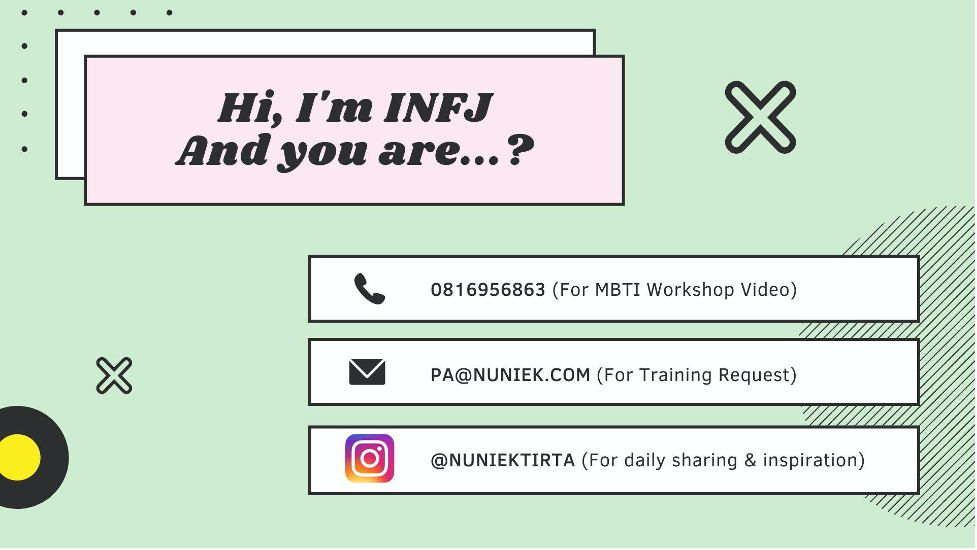 Hi, I'm INFJ
And you are...?
0816956863 (For MBTI Workshop Video)
PA@NUNIEK.COM (For Training Request)
@NUNIEKTIRTA (For daily sharing & inspiration)